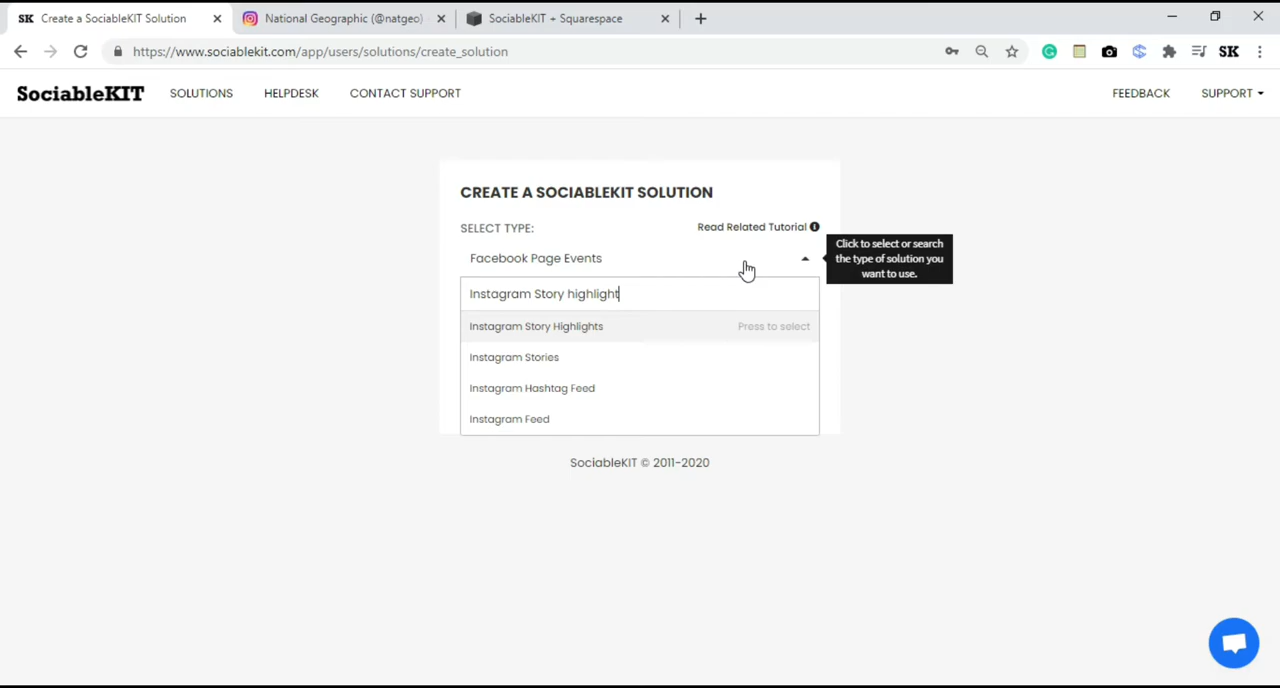 SK Create a SociableKIT Solution
National Geographic (@natgeo)
SociableKIT + Squarespace
https://www.sociablekit.com/app/users/solutions/create_solution
SK
SociableKIT
SOLUTIONS
HELPDESK
CONTACT SUPPORT
FEEDBACK
SUPPORT
CREATE A SOCIABLEKIT SOLUTION
SELECT TYPE:
Read Related Tutorial
Facebook Page Events
Click to select or search
the type of solution you
want to use.
Instagram Story highlight
Instagram Story Highlights
Press to select
Instagram Stories
Instagram Hashtag Feed
Instagram Feed
SociableKIT © 2011-2020